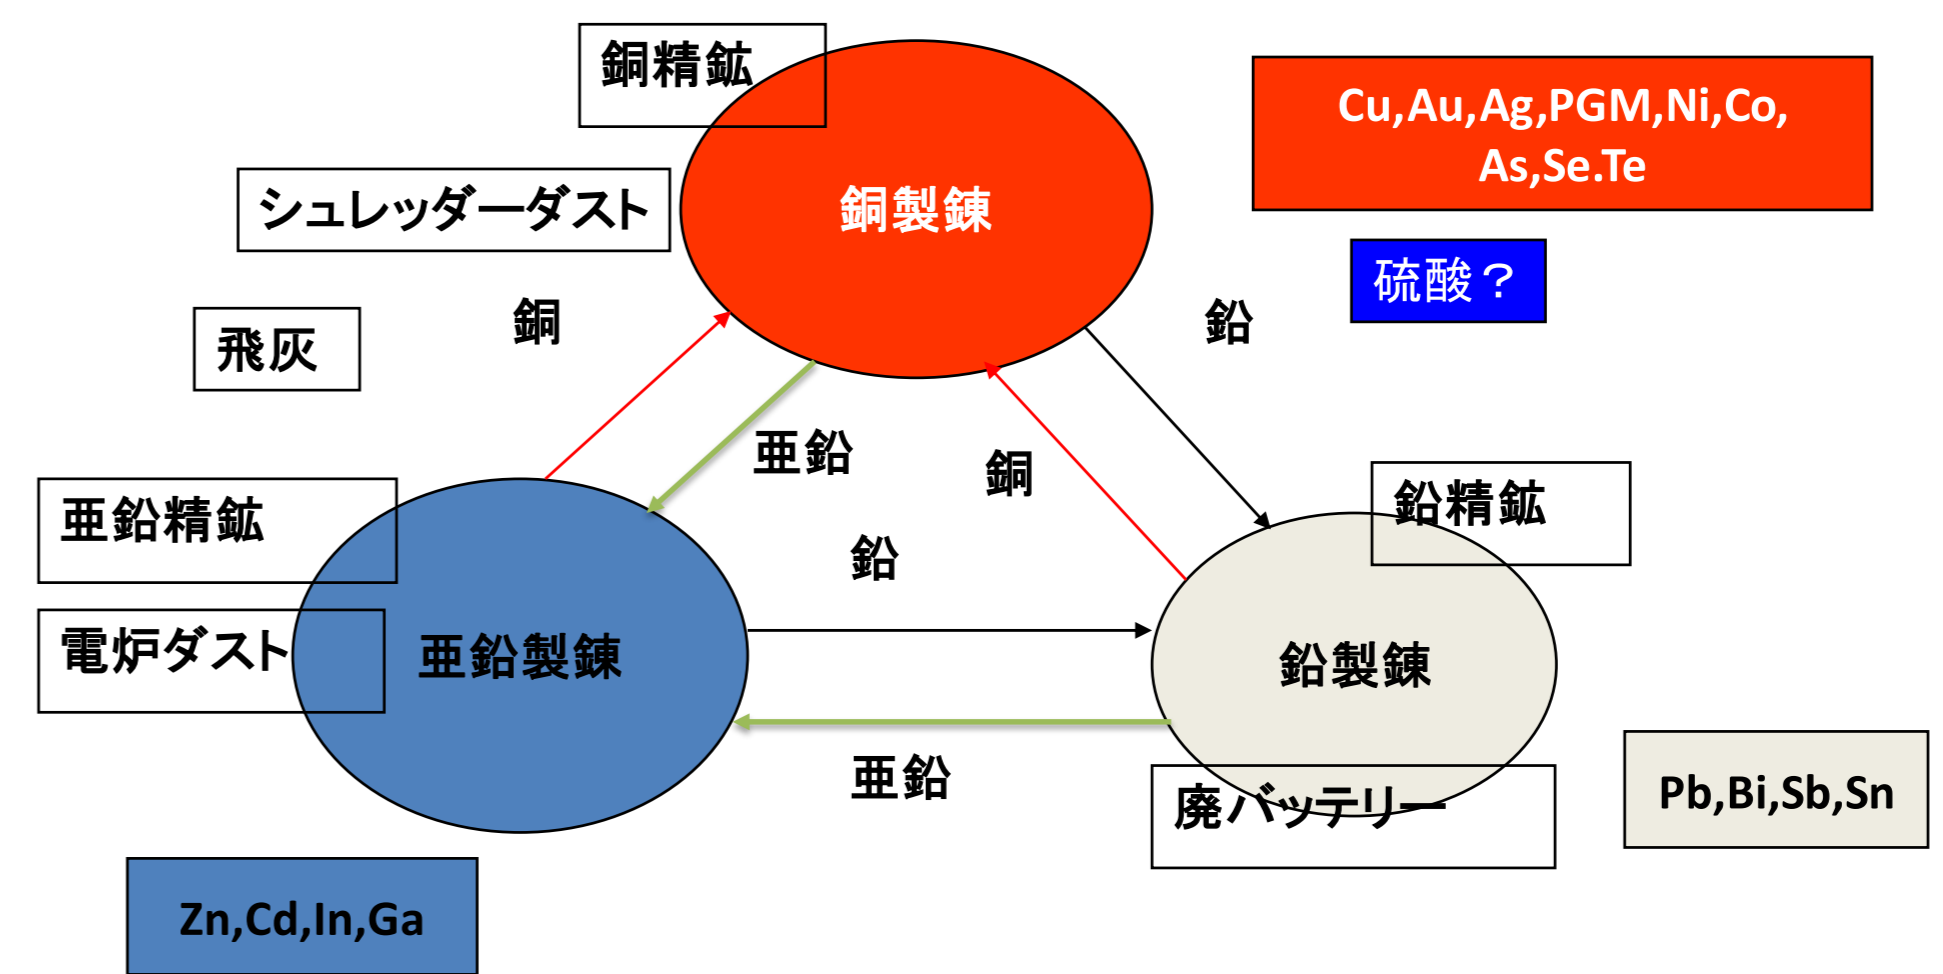 銅精鉱
Cu,Au,Ag,PGM,Ni,Co,
As,Se.Te
シュレッダーダスト
銅製錬
硫酸？
飛灰
銅
鉛
亜鉛
銅
亜鉛精鉱
鉛精鉱
鉛
電炉ダスト
亜鉛製錬
鉛製錬
亜鉛
廃バッテリー
Pb,Bi,Sb,Sn
Zn,Cd,In,Ga